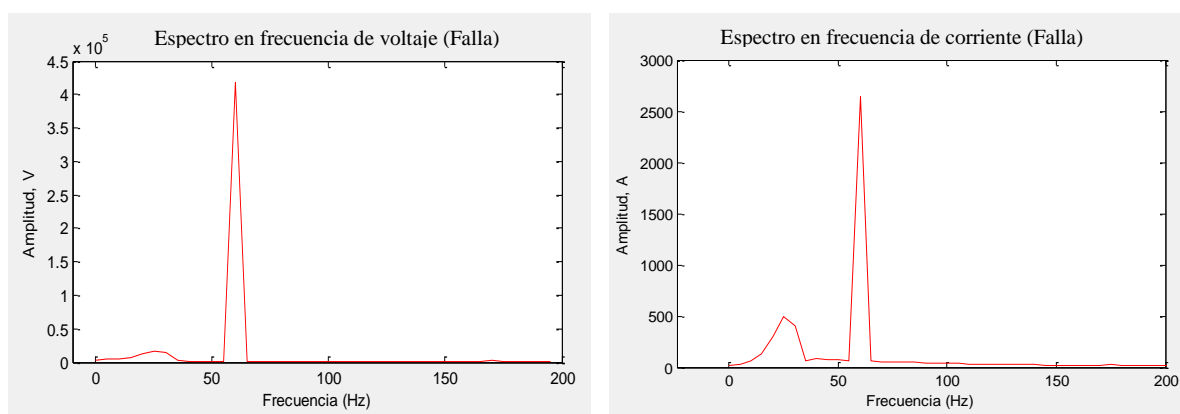 Espectro en frecuencia de voltaje (Falla)
x 10^5
4.5
4
3.5
3
2.5
2
1.5
1
0.5
0
Amplitud, V
0 50 100 150 200
Frecuencia (Hz)
Espectro en frecuencia de corriente (Falla)
3000
2500
2000
1500
1000
500
0
Amplitud, A
0 50 100 150 200
Frecuencia (Hz)